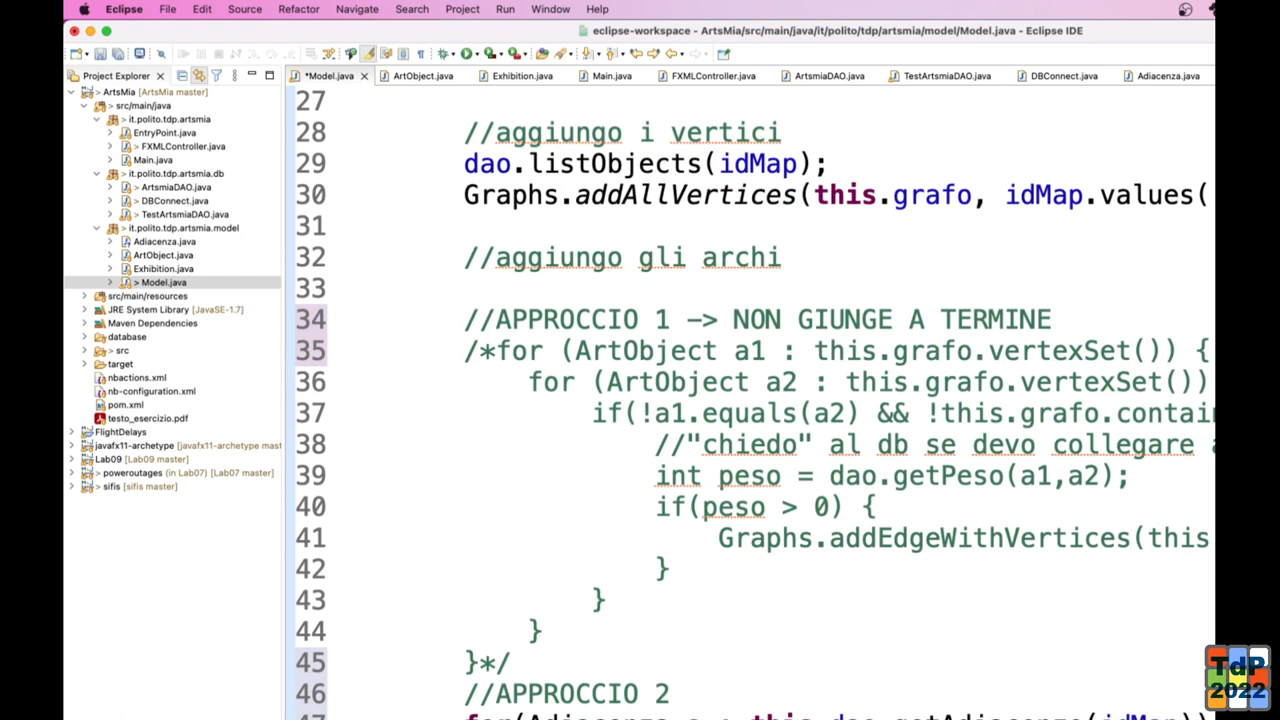 Eclipse File Edit Source Refactor Navigate Search Project Run Window Help
eclipse-workspace - ArtsMia/src/main/java/it/polito/tdp/artsmia/model/Model.java - Eclipse IDE
Project Explorer
*Model.java ArtObject.java Exhibition.java Main.java FXMLController.java ArtsmiaDAO.java TestArtsmiaDAO.java DBConnect.java Adiacenza.java
ArtsMia [ArtsMia master]
> src/main/java
> it.polito.tdp.artsmia
EntryPoint.java
> FXMLController.java
Main.java
> it.polito.tdp.artsmia.db
> ArtsmiaDAO.java
> DBConnect.java
> TestArtsmiaDAO.java
> it.polito.tdp.artsmia.model
Adiacenza.java
ArtObject.java
Exhibition.java
> Model.java
src/main/resources
JRE System Library [JavaSE-1.7]
Maven Dependencies
database
> src
target
nbactions.xml
nb-configuration.xml
pom.xml
testo_esercizio.pdf
FlightDelays
javafx11-archetype [javafx11-archetype mast
Lab09 [Lab09 master]
> poweroutages (in Lab07) [Lab07 master]
> sifis [sifis master]
27
28 //aggiungo i vertici
29 dao.listObjects(idMap);
30 Graphs.addAllVertices(this.grafo, idMap.values(
31
32 //aggiungo gli archi
33
34 //APPROCCIO 1 –> NON GIUNGE A TERMINE
35 /*for (ArtObject a1 : this.grafo.vertexSet()) {
36 for (ArtObject a2 : this.grafo.vertexSet())
37 if(!a1.equals(a2) && !this.grafo.contain
38 //"chiedo" al db se devo collegare a
39 int peso = dao.getPeso(a1,a2);
40 if(peso > 0) {
41 Graphs.addEdgeWithVertices(this
42 }
43 }
44 }
45 }*/
46 //APPROCCIO 2
47 for(Adiacenza a : this.dao.getAdiacenze(idMap))
TdP
2022